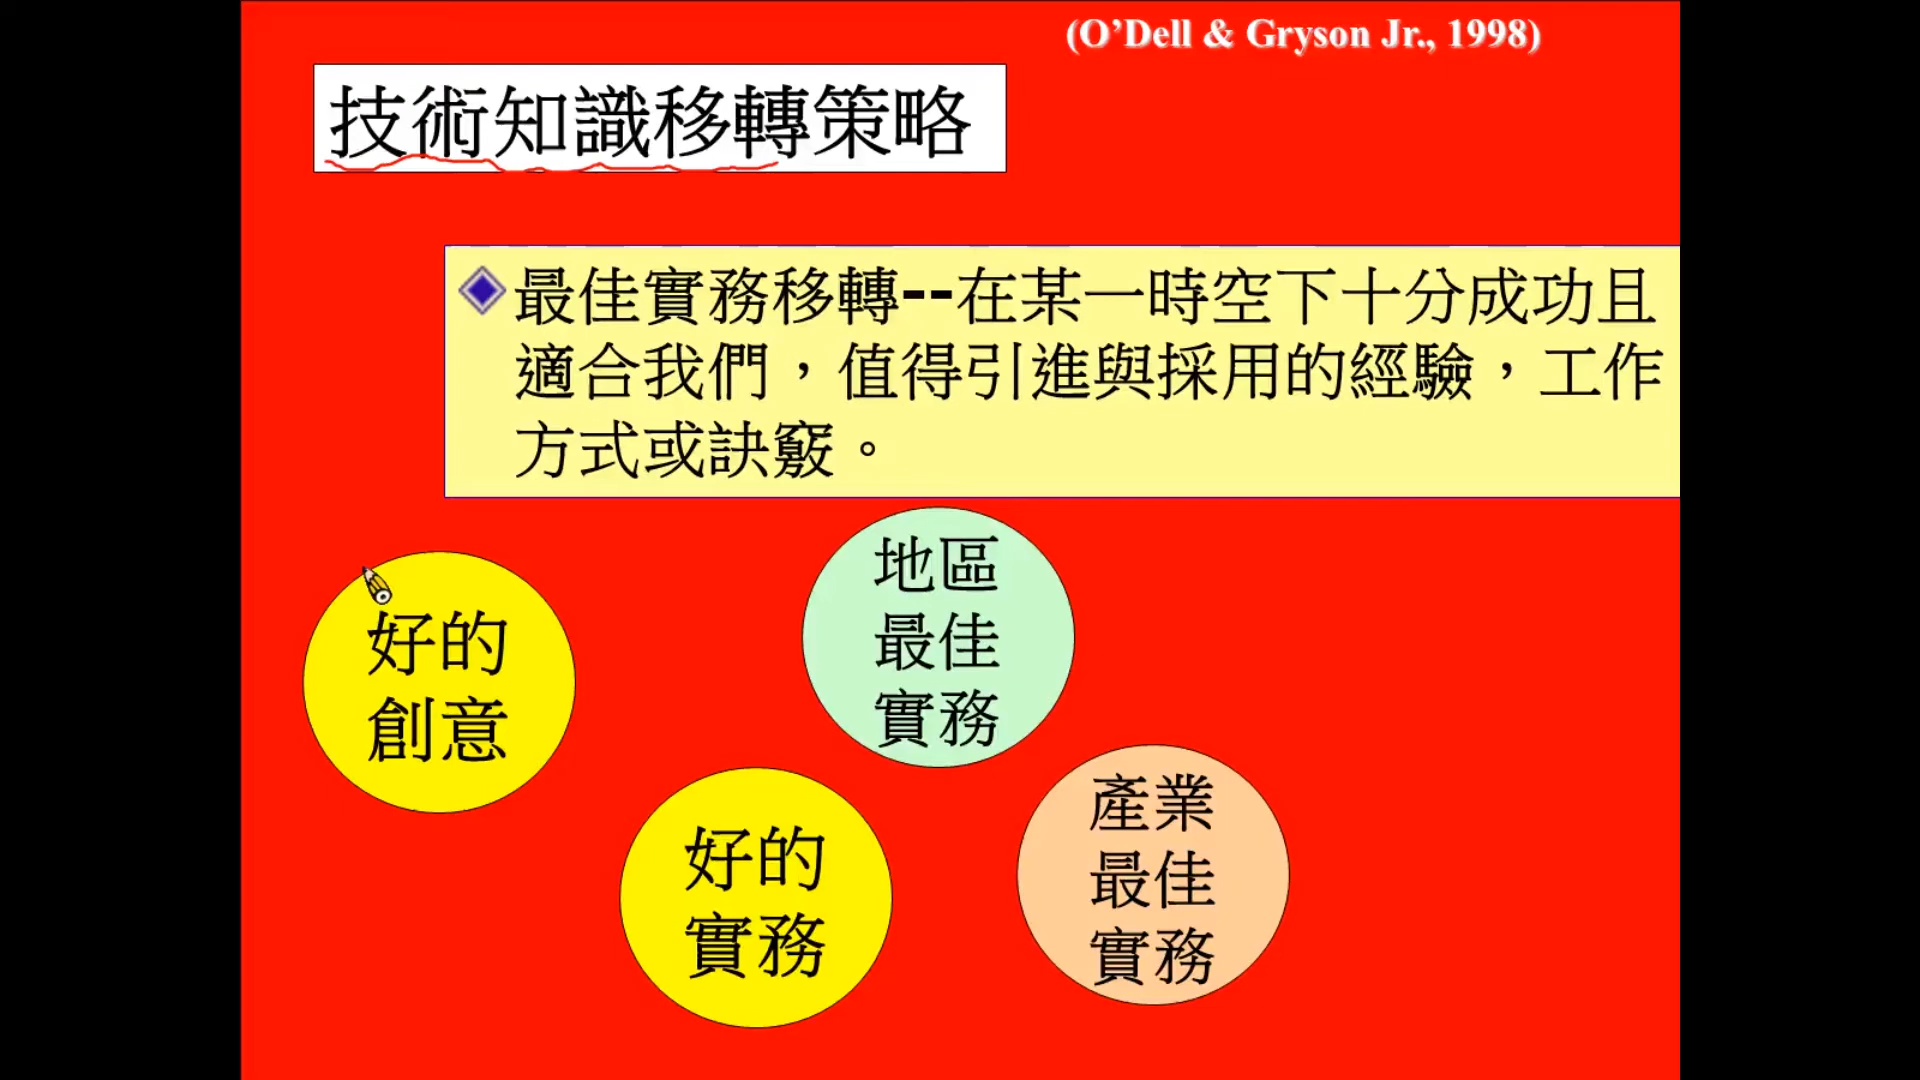 (O’Dell & Gryson Jr., 1998)
技術知識移轉策略
最佳實務移轉--在某一時空下十分成功且
適合我們，值得引進與採用的經驗，工作
方式或訣竅。
好的
創意
好的
實務
地區
最佳
實務
產業
最佳
實務